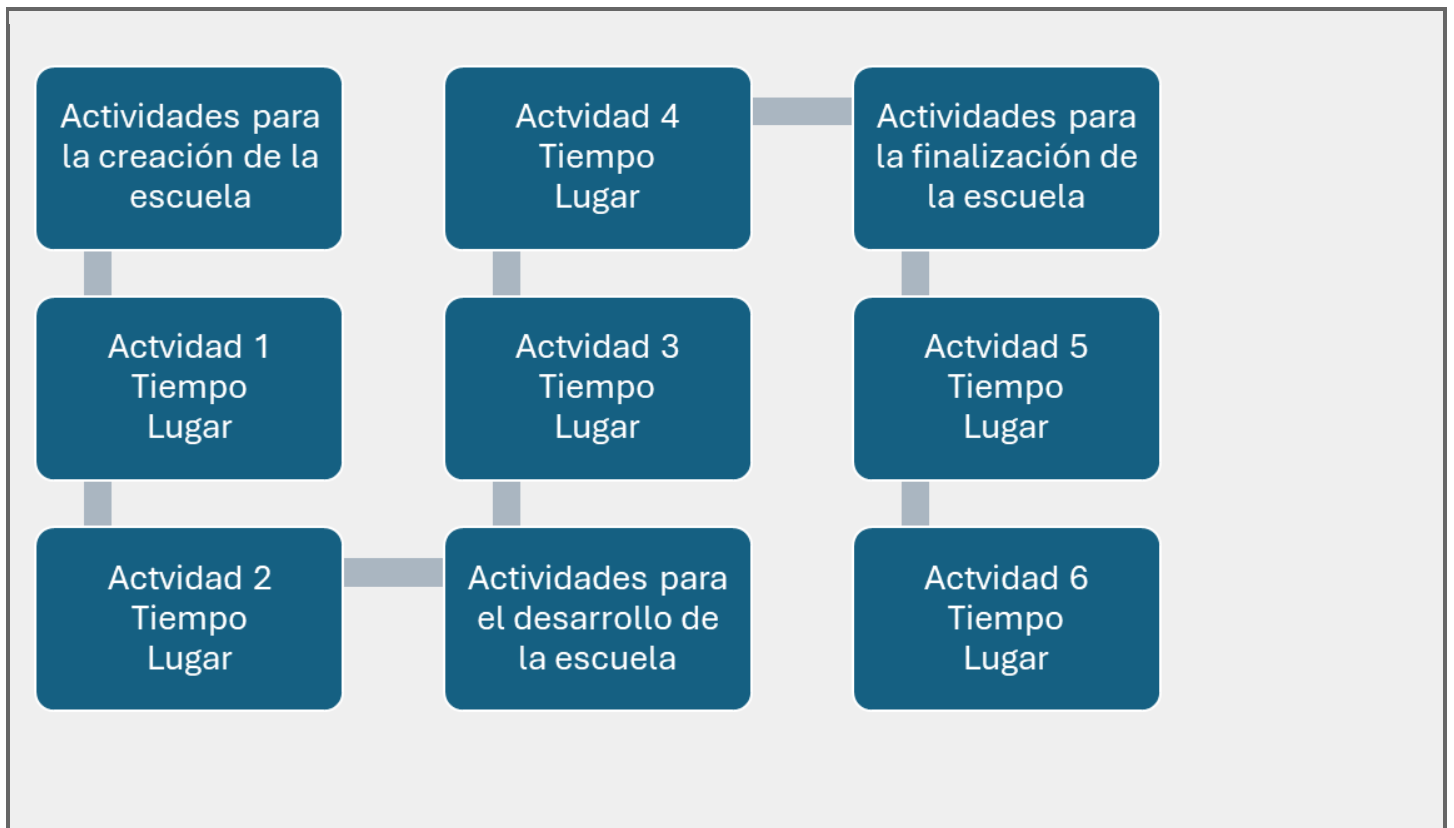 Actividades para
la creación de la
escuela
Actvidad 1
Tiempo
Lugar
Actvidad 2
Tiempo
Lugar
Actividades para
el desarrollo de
la escuela
Actvidad 3
Tiempo
Lugar
Actvidad 4
Tiempo
Lugar
Actividades para
la finalización de
la escuela
Actvidad 5
Tiempo
Lugar
Actvidad 6
Tiempo
Lugar